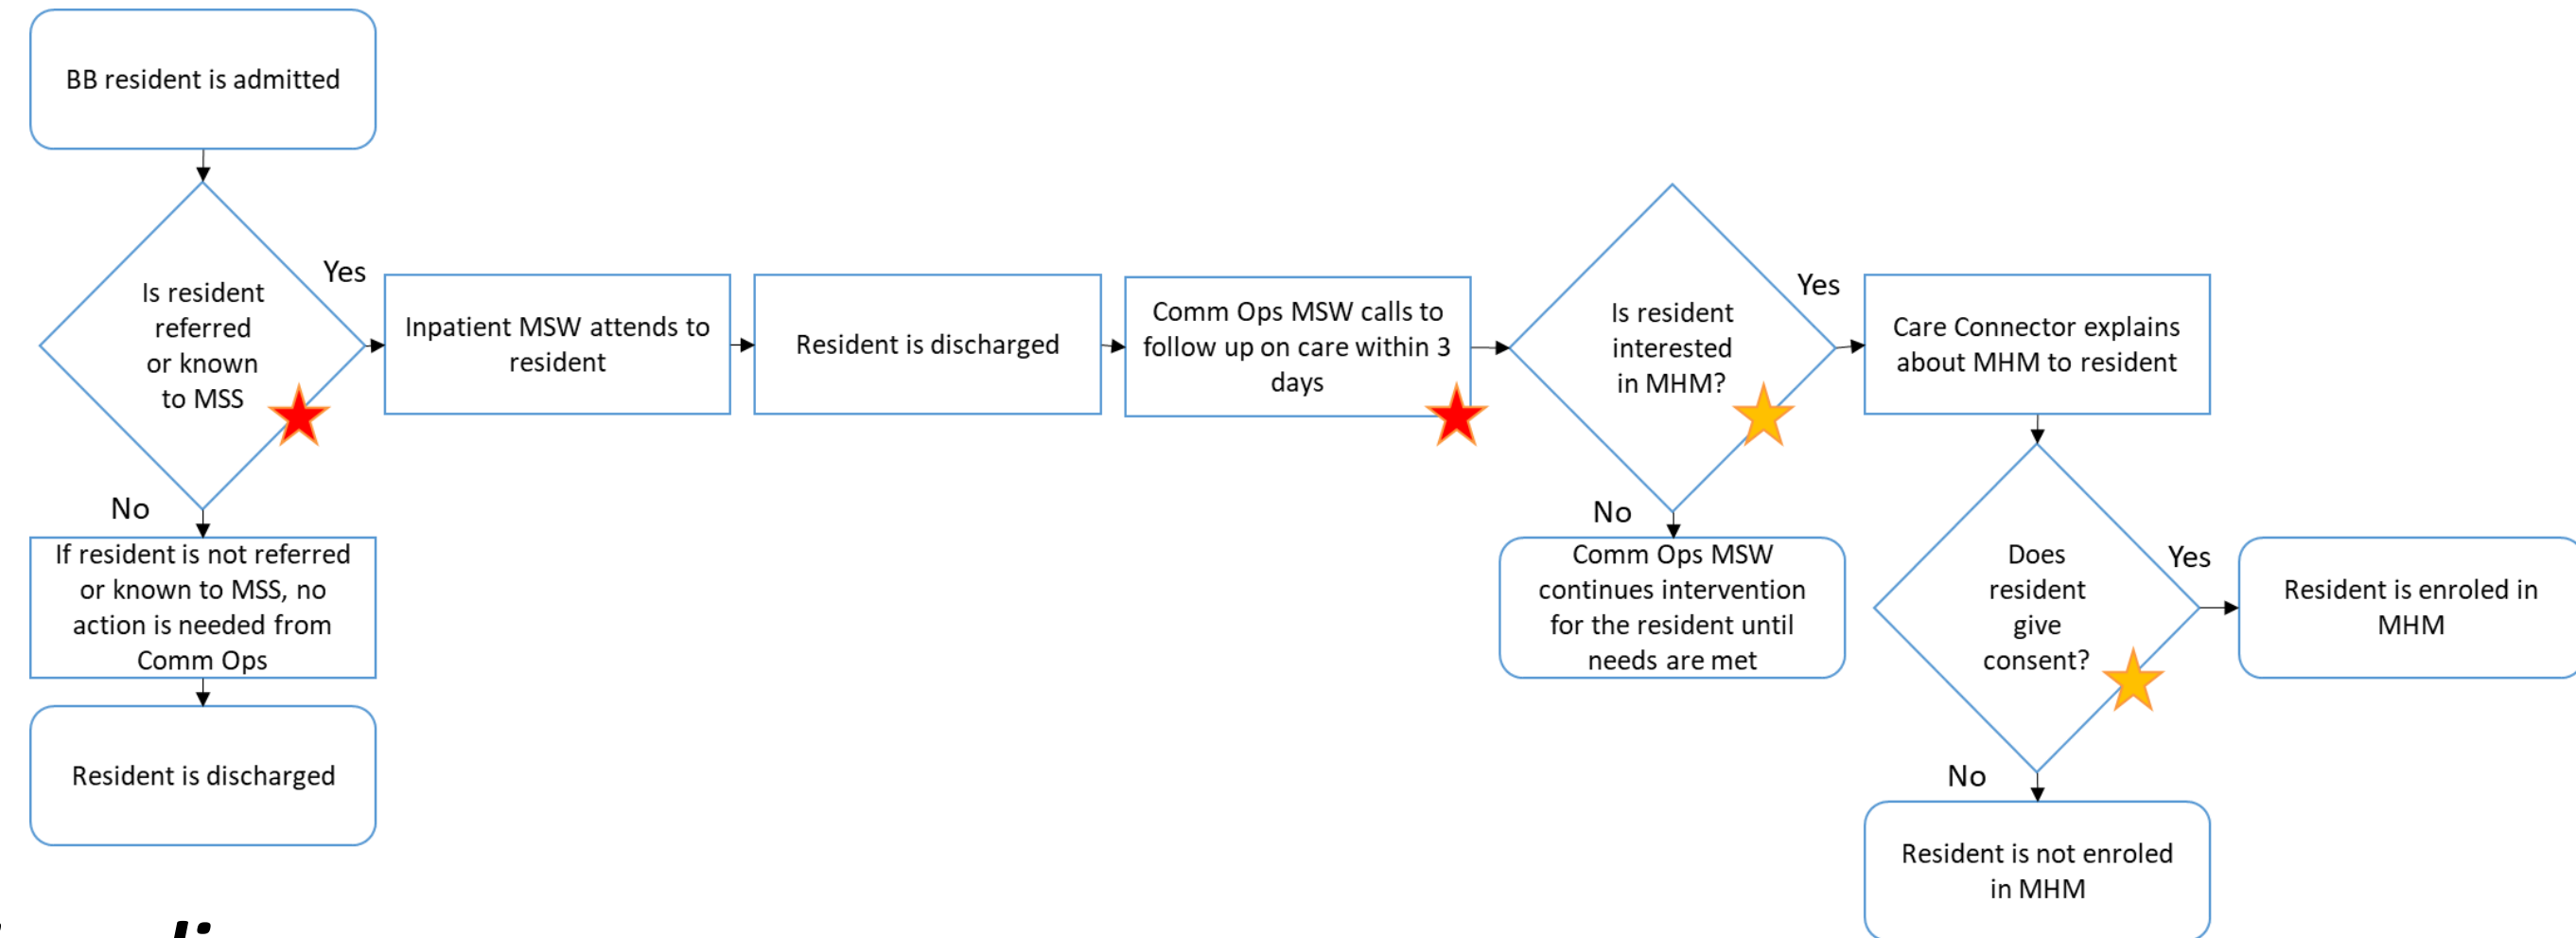 BB resident is admitted
Is resident
referred
or known
to MSS
Yes
No
If resident is not referred
or known to MSS, no
action is needed from
Comm Ops
Resident is discharged
Inpatient MSW attends to
resident
Resident is discharged
Comm Ops MSW calls to
follow up on care within 3
days
Is resident
interested
in MHM?
Yes
No
Comm Ops MSW
continues intervention
for the resident until
needs are met
Care Connector explains
about MHM to resident
Does
resident
give
consent?
Yes
Resident is enroled in
MHM
No
Resident is not enroled
in MHM